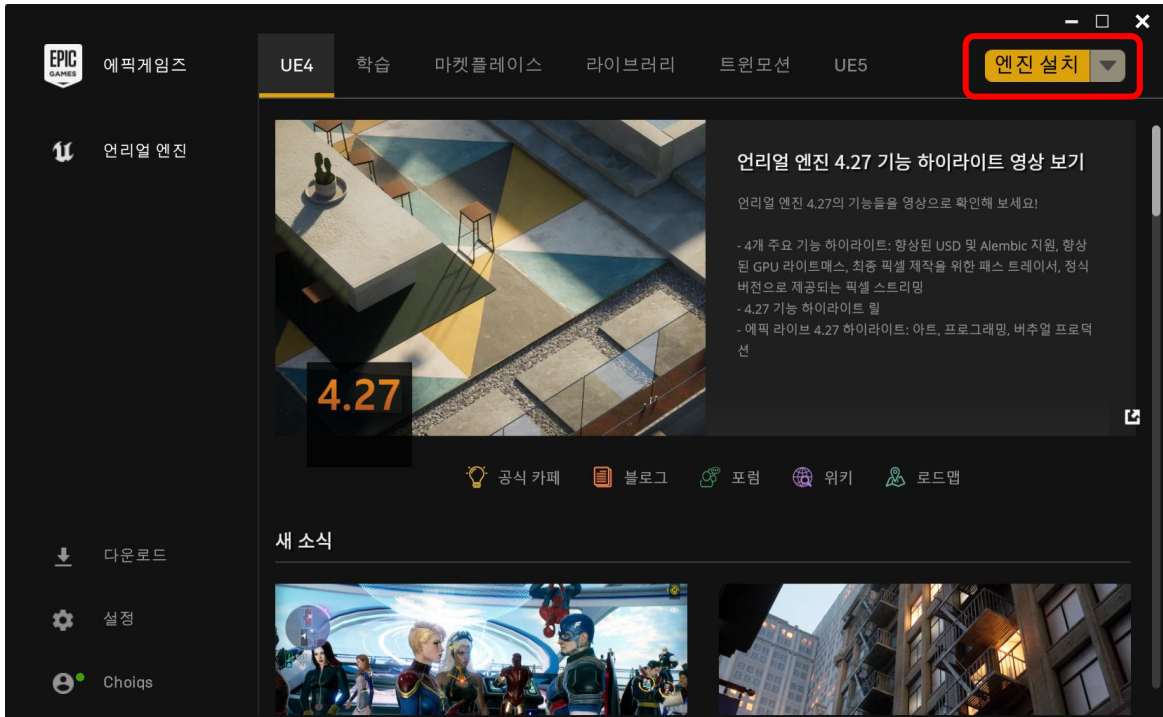 EPIC
GAMES
에픽게임즈
UE4
학습
마켓플레이스
라이브러리
트윈모션
UE5
엔진 설치
언리얼 엔진
언리얼 엔진 4.27 기능 하이라이트 영상 보기
언리얼 엔진 4.27의 기능들을 영상으로 확인해 보세요!
- 4개 주요 기능 하이라이트: 향상된 USD 및 Alembic 지원, 향상
된 GPU 라이트매스, 최종 픽셀 제작을 위한 패스 트레이서, 정식
버전으로 제공되는 픽셀 스트리밍
- 4.27 기능 하이라이트 릴
- 에픽 라이브 4.27 하이라이트: 아트, 프로그래밍, 버추얼 프로덕
션
4.27
공식 카페
블로그
포럼
위키
로드맵
새 소식
다운로드
설정
Choiqs